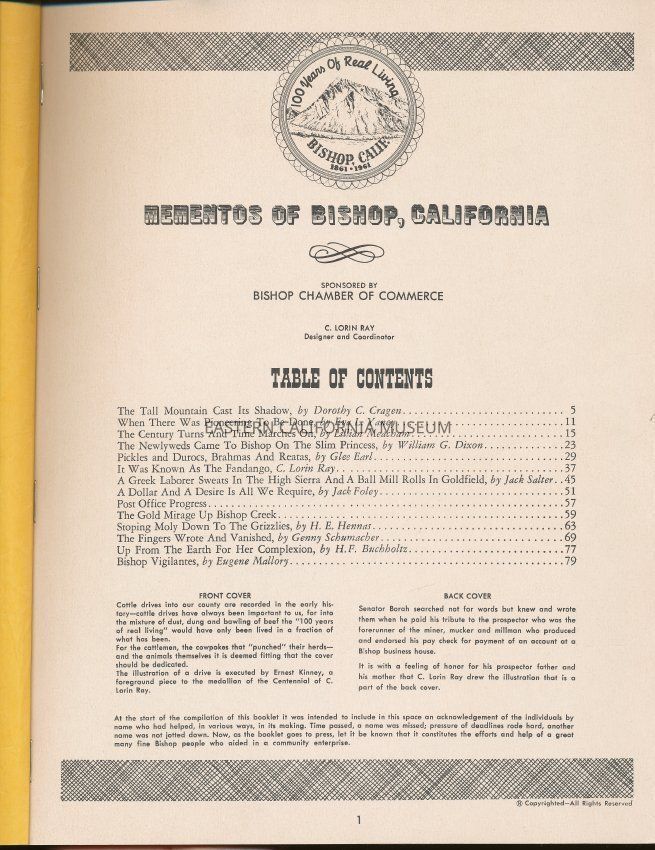 100 Years Of Real Living
BISHOP, CALIF.
1861 • 1961
MEMENTOS OF BISHOP, CALIFORNIA
SPONSORED BY
BISHOP CHAMBER OF COMMERCE
C. LORIN RAY
Designer and Coordinator
TABLE OF CONTENTS
The Tall Mountain Cast Its Shadow, by Dorothy C. Cragen 5
When There Was Pioneering To Be Done, by 11
EASTERN CALIFORNIA MUSEUM
The Century Turns And Time Marches On, by Lillian Meacham 15
The Newlyweds Came To Bishop On The Slim Princess, by William G. Dixon 23
Pickles and Durocs, Brahmas And Reatas, by Glee Earl 29
It Was Known As The Fandango, C. Lorin Ray 37
A Greek Laborer Sweats In The High Sierra And A Ball Mill Rolls In Goldfield, by Jack Salter 45
A Dollar And A Desire Is All We Require, by Jack Foley 51
Post Office Progress 57
The Gold Mirage Up Bishop Creek 59
Stoping Moly Down To The Grizzlies, by H. E. Hennas 63
The Fingers Wrote And Vanished, by Genny Schumacher 69
Up From The Earth For Her Complexion, by H.F. Buchholtz 77
Bishop Vigilantes, by Eugene Mallory 79
FRONT COVER
Cattle drives into our county are recorded in the early his-
tory—cattle drives have always been important to us, for into
the mixture of dust, dung and bawling of beef the "100 years
of real living" would have only been lived in a fraction of
what has been.
For the cattlemen, the cowpokes that "punched" their herds—
and the animals themselves it is deemed fitting that the cover
should be dedicated.
The illustration of a drive is executed by Ernest Kinney, a
foreground piece to the medallion of the Centennial of C.
Lorin Ray.
BACK COVER
Senator Borah searched not for words but knew and wrote
them when he paid his tribute to the prospector who was the
forerunner of the miner, mucker and millman who produced
and endorsed his pay check for payment of an account at a
Bishop business house.
It is with a feeling of honor for his prospector father and
his mother that C. Lorin Ray drew the illustration that is a
part of the back cover.
At the start of the compilation of this booklet it was intended to include in this space an acknowledgement of the individuals by
name who had helped, in various ways, in its making. Time passed, a name was missed; pressure of deadlines rode hard, another
name was not jotted down. Now, as the booklet goes to press, let it be known that it constitutes the efforts and help of a great
many fine Bishop people who aided in a community enterprise.
® Copyrighted—All Rights Reserved
1